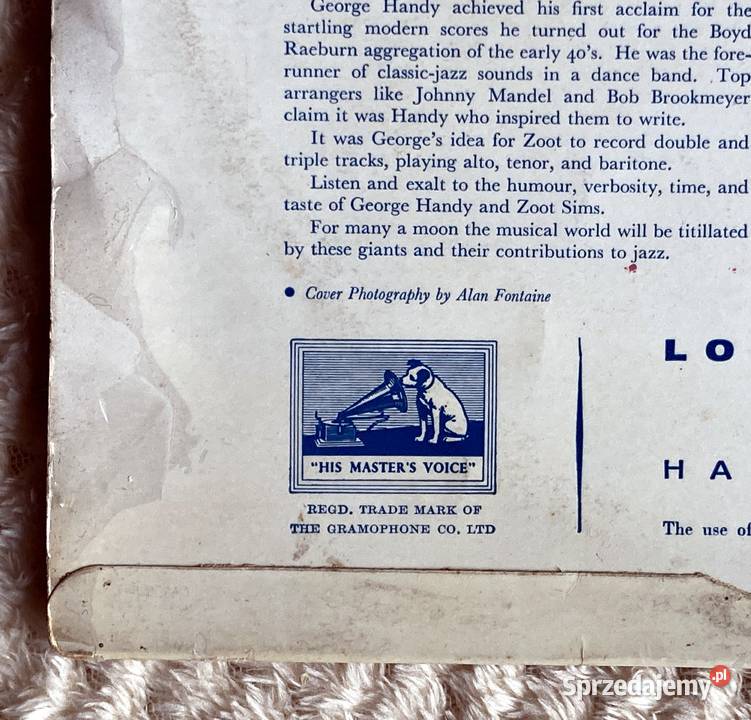 George Handy achieved his first acclaim for the
startling modern scores he turned out for the Boyd
Raeburn aggregation of the early 40's. He was the fore-
runner of classic-jazz sounds in a dance band. Top
arrangers like Johnny Mandel and Bob Brookmeyer
claim it was Handy who inspired them to write.
It was George's idea for Zoot to record double and
triple tracks, playing alto, tenor, and baritone.
Listen and exalt to the humour, verbosity, time, and
taste of George Handy and Zoot Sims.
For many a moon the musical world will be titillated
by these giants and their contributions to jazz.
● Cover Photography by Alan Fontaine
"HIS MASTER'S VOICE"
REGD. TRADE MARK OF
THE GRAMOPHONE CO. LTD
LO
HA
The use of
Sprzedajemy.pl